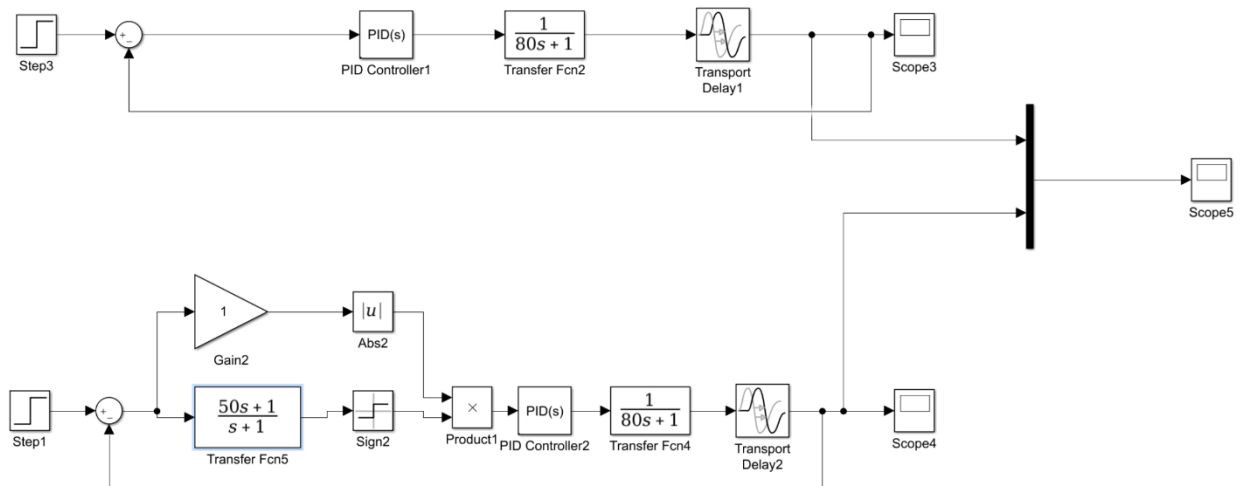 +
−
PID(s)
1
80s + 1
Step3
PID Controller1
Transfer Fcn2
Transport
Delay1
Scope3
Scope5
1
|u|
Gain2
Abs2
+
−
50s + 1
s + 1
×
PID(s)
1
80s + 1
Step1
Transfer Fcn5
Sign2
Product1
PID Controller2
Transfer Fcn4
Transport
Delay2
Scope4